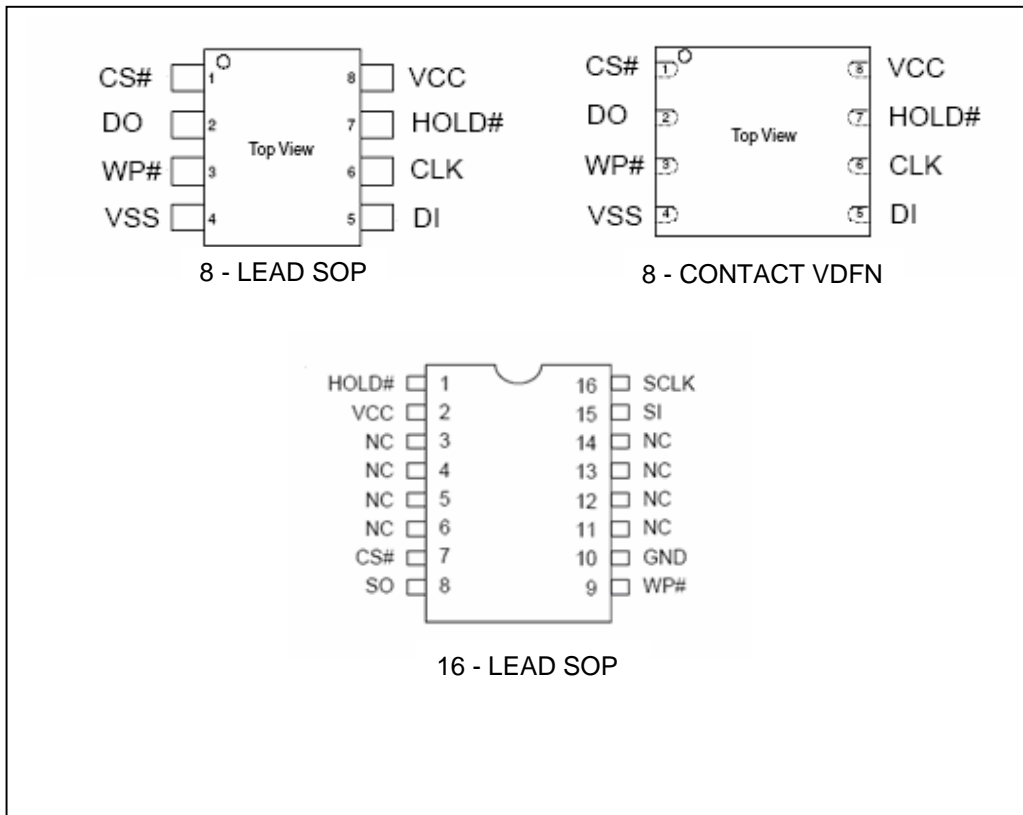 CS# 1 8 VCC
DO 2 7 HOLD#
Top View
WP# 3 6 CLK
VSS 4 5 DI
8 - LEAD SOP
CS# 1 8 VCC
DO 2 7 HOLD#
Top View
WP# 3 6 CLK
VSS 4 5 DI
8 - CONTACT VDFN
HOLD# 1 16 SCLK
VCC 2 15 SI
NC 3 14 NC
NC 4 13 NC
NC 5 12 NC
NC 6 11 NC
CS# 7 10 GND
SO 8 9 WP#
16 - LEAD SOP